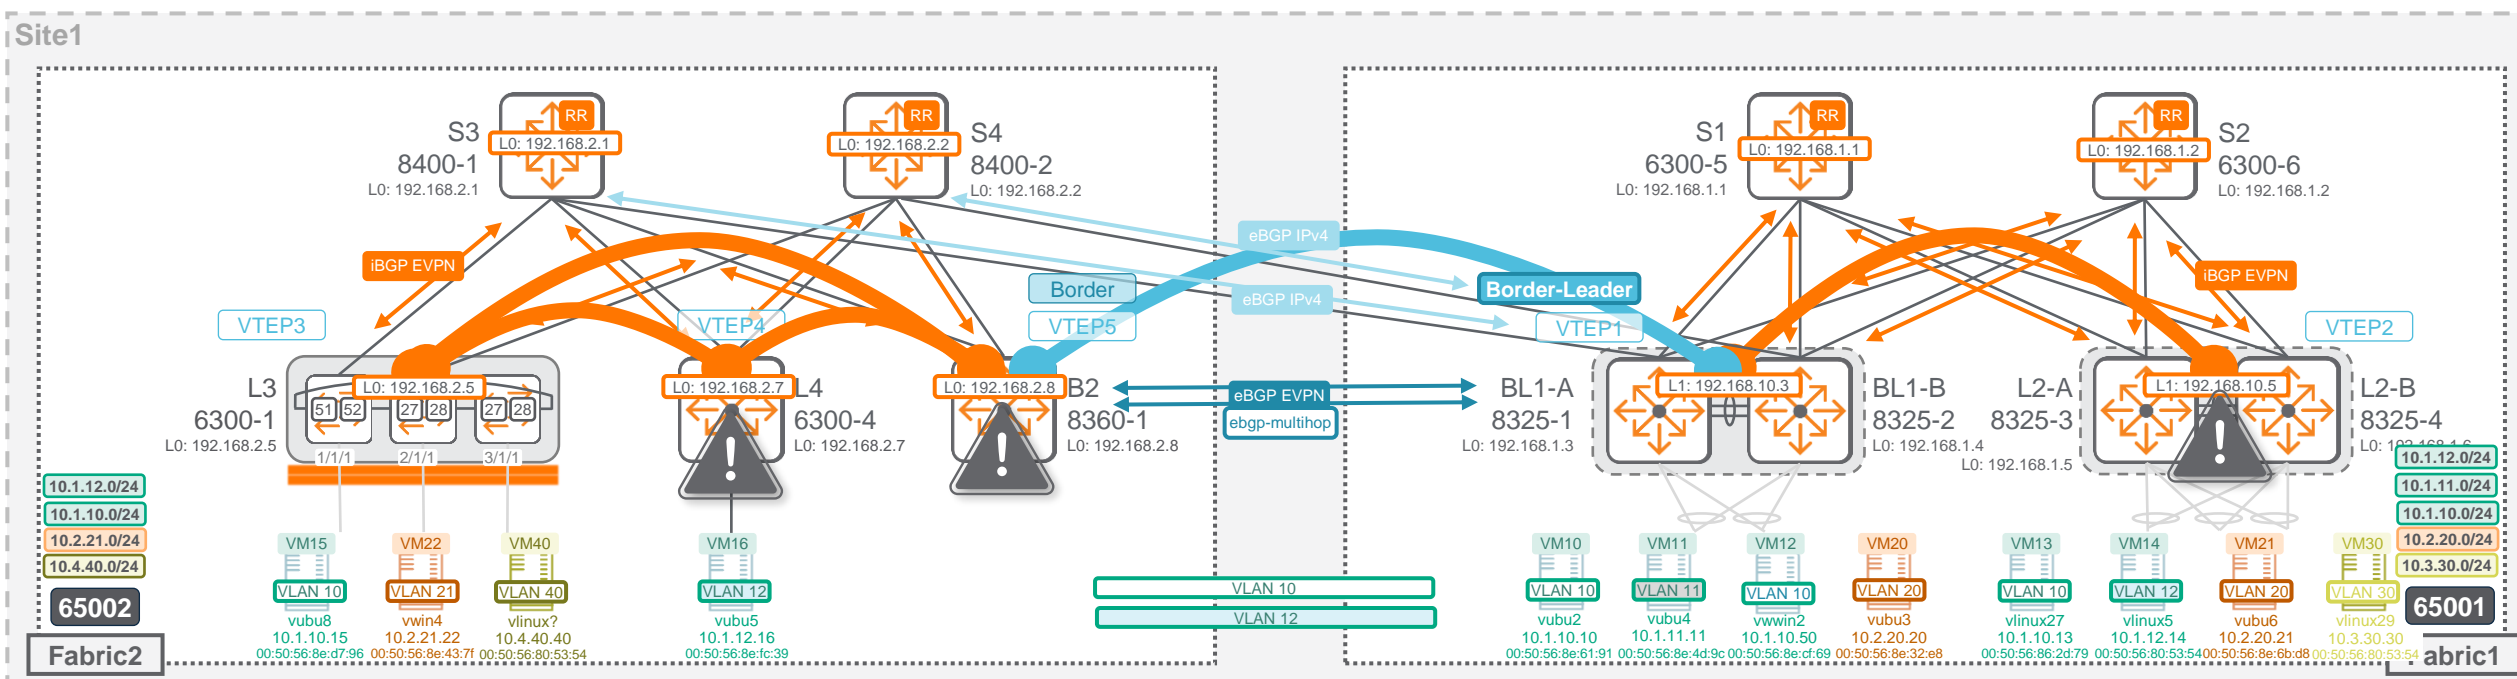 Site1
S3
8400-1
L0: 192.168.2.1
RR
L0: 192.168.2.1
RR
L0: 192.168.2.2
S4
8400-2
L0: 192.168.2.2
S1
6300-5
L0: 192.168.1.1
RR
L0: 192.168.1.1
RR
L0: 192.168.1.2
S2
6300-6
L0: 192.168.1.2
eBGP IPv4
eBGP IPv4
iBGP EVPN
iBGP EVPN
Border
Border-Leader
VTEP3
VTEP4
VTEP5
VTEP1
VTEP2
L3
6300-1
L0: 192.168.2.5
L0: 192.168.2.5
51
52
27
28
27
28
1/1/1
2/1/1
3/1/1
L0: 192.168.2.7
L4
6300-4
L0: 192.168.2.7
L0: 192.168.2.8
B2
8360-1
L0: 192.168.2.8
eBGP EVPN
ebgp-multihop
BL1-A
8325-1
L0: 192.168.1.3
L1: 192.168.10.3
BL1-B
8325-2
L0: 192.168.1.4
L2-A
8325-3
L0: 192.168.1.5
L1: 192.168.10.5
L2-B
8325-4
L0: 192.168.1.6
10.1.12.0/24
10.1.10.0/24
10.2.21.0/24
10.4.40.0/24
65002
Fabric2
VM15
VLAN 10
vubu8
10.1.10.15
00:50:56:8e:d7:96
VM22
VLAN 21
vwin4
10.2.21.22
00:50:56:8e:43:7f
VM40
VLAN 40
vlinux?
10.4.40.40
00:50:56:80:53:54
VM16
VLAN 12
vubu5
10.1.12.16
00:50:56:8e:fc:39
VLAN 10
VLAN 12
VM10
VLAN 10
vubu2
10.1.10.10
00:50:56:8e:61:91
VM11
VLAN 11
vubu4
10.1.11.11
00:50:56:8e:4d:9c
VM12
VLAN 10
vwwin2
10.1.10.50
00:50:56:8e:cf:69
VM20
VLAN 20
vubu3
10.2.20.20
00:50:56:8e:32:e8
VM13
VLAN 10
vlinux27
10.1.10.13
00:50:56:86:2d:79
VM14
VLAN 12
vlinux5
10.1.12.14
00:50:56:80:53:54
VM21
VLAN 20
vubu6
10.2.20.21
00:50:56:8e:6b:d8
VM30
VLAN 30
vlinux29
10.3.30.30
00:50:56:80:53:54
10.1.12.0/24
10.1.11.0/24
10.1.10.0/24
10.2.20.0/24
10.3.30.0/24
65001
abric1